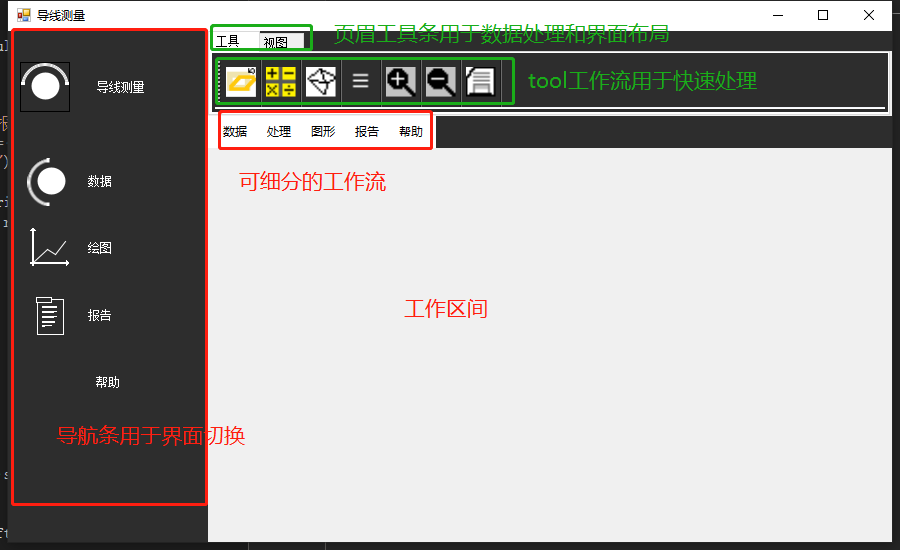 导线测量
工具
视图
页眉工具条用于数据处理和界面布局
导线测量
tool工作流用于快速处理
数据
处理
图形
报告
帮助
可细分的工作流
数据
绘图
工作区间
报告
帮助
导航条用于界面切换